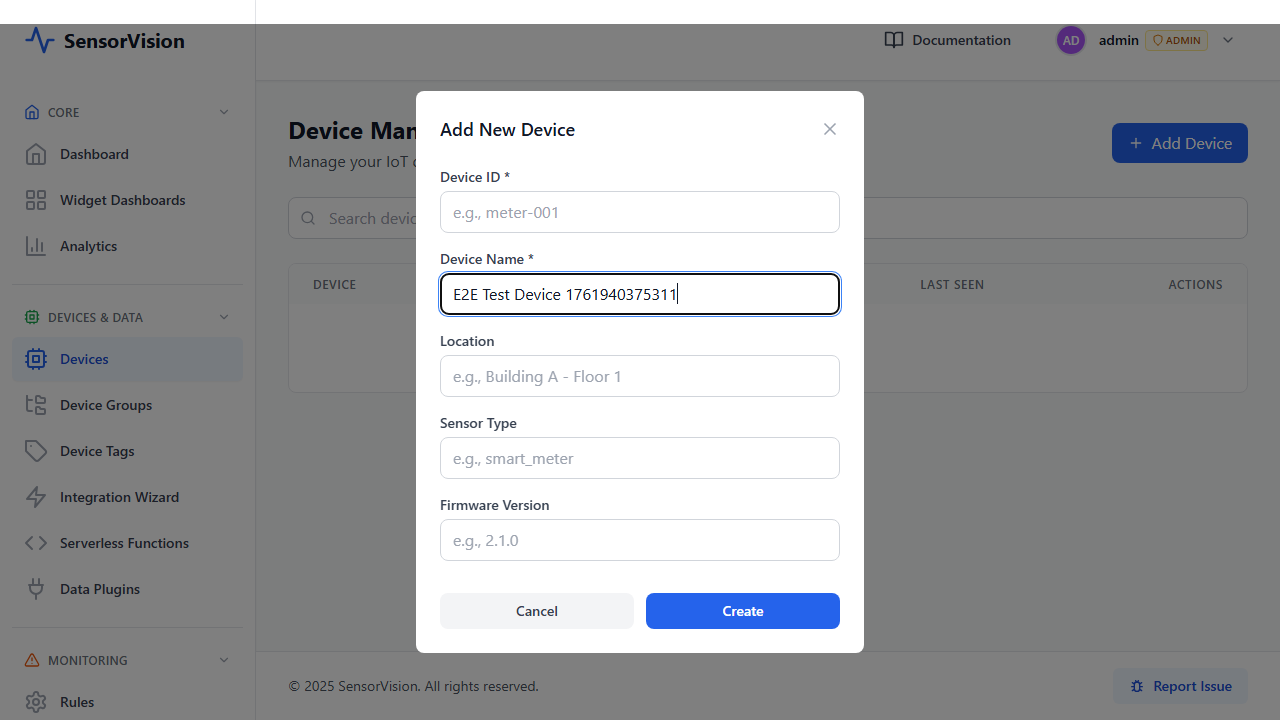 SensorVision
Documentation
AD
admin
ADMIN
CORE
Dashboard
Widget Dashboards
Analytics
DEVICES & DATA
Devices
Device Groups
Device Tags
Integration Wizard
Serverless Functions
Data Plugins
MONITORING
Rules
Device Man
Manage your IoT
Add Device
Search devic
DEVICE
LAST SEEN
ACTIONS
Add New Device
Device ID *
e.g., meter-001
Device Name *
E2E Test Device 1761940375311
Location
e.g., Building A - Floor 1
Sensor Type
e.g., smart_meter
Firmware Version
e.g., 2.1.0
Cancel
Create
© 2025 SensorVision. All rights reserved.
Report Issue